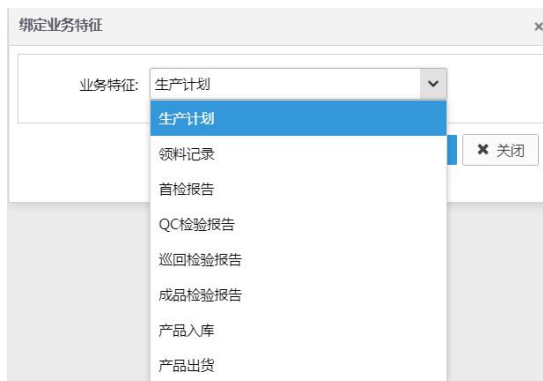 绑定业务特征
业务特征: 生产计划
生产计划
领料记录
首检报告
关闭
QC检验报告
巡回检验报告
成品检验报告
产品入库
产品出货